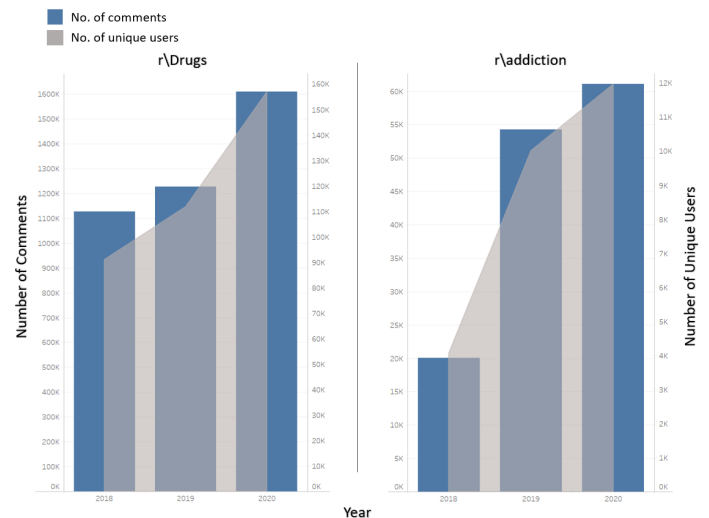 No. of comments
No. of unique users
r\Drugs
r\addiction
Number of Comments
1600K
1500K
1400K
1300K
1200K
1100K
1000K
900K
800K
700K
600K
500K
400K
300K
200K
100K
0K
160K
150K
140K
130K
120K
110K
100K
90K
80K
70K
60K
50K
40K
30K
20K
10K
0K
2018
2019
2020
60K
55K
50K
45K
40K
35K
30K
25K
20K
15K
10K
5K
0K
12K
11K
10K
9K
8K
7K
6K
5K
4K
3K
2K
1K
0K
Number of Unique Users
2018
2019
2020
Year